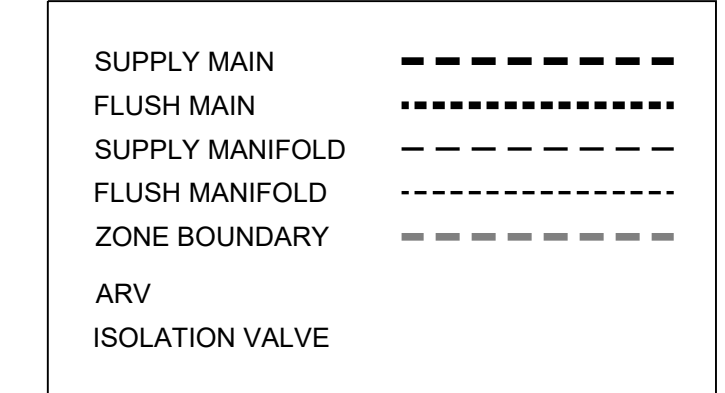 SUPPLY MAIN
FLUSH MAIN
SUPPLY MANIFOLD
FLUSH MANIFOLD
ZONE BOUNDARY
ARV
ISOLATION VALVE